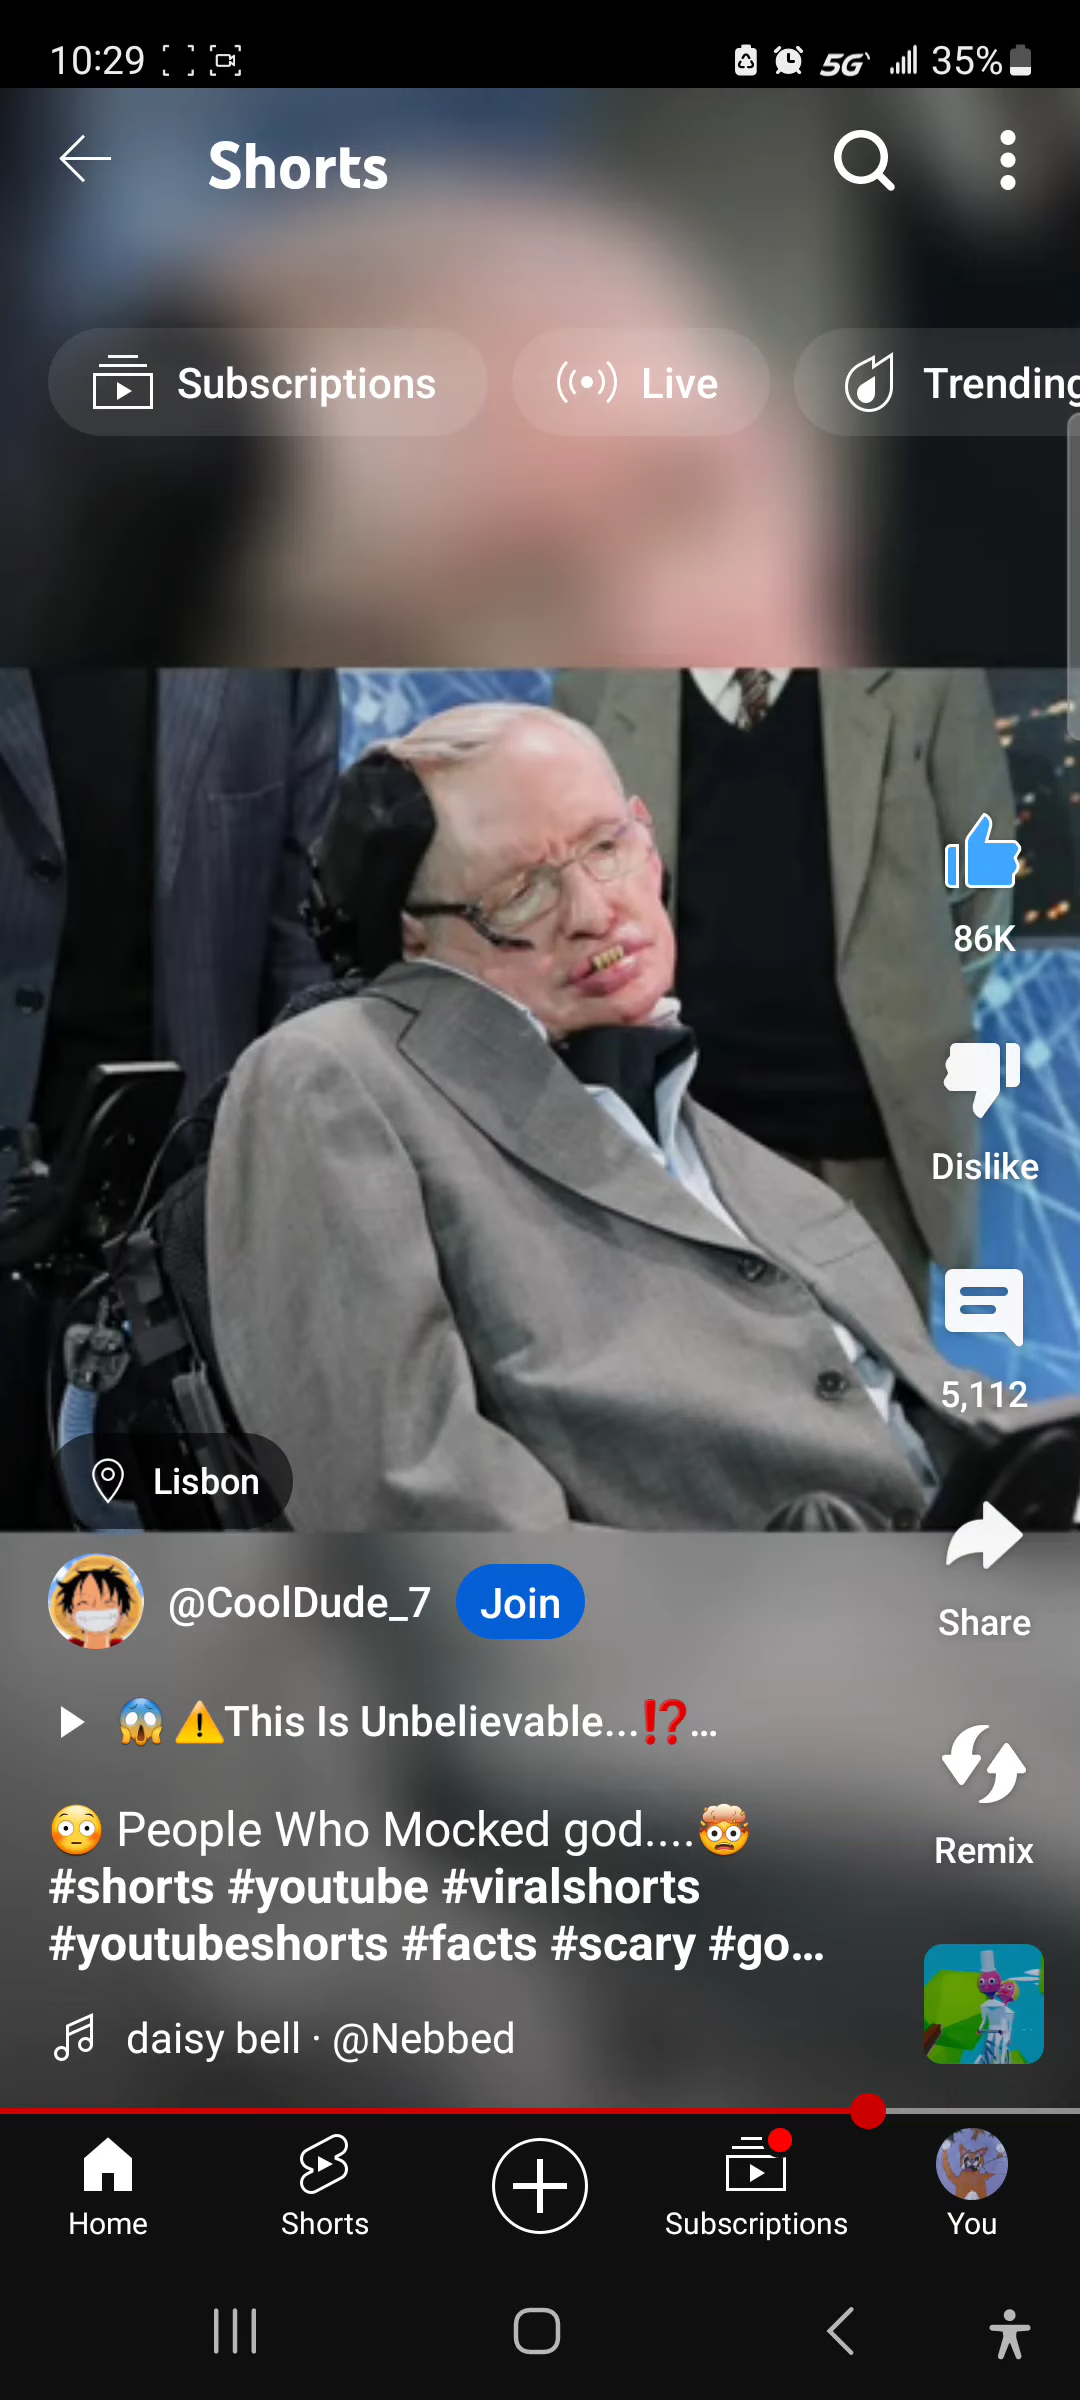 10:29 5G 35%
Shorts
Subscriptions Live Trending
86K
Dislike
5,112
Lisbon
@CoolDude_7 Join
Share
😱 ⚠️This Is Unbelievable...⁉️...
😳 People Who Mocked god....🤯
#shorts #youtube #viralshorts
#youtubeshorts #facts #scary #go...
Remix
daisy bell · @Nebbed
Home Shorts Subscriptions You